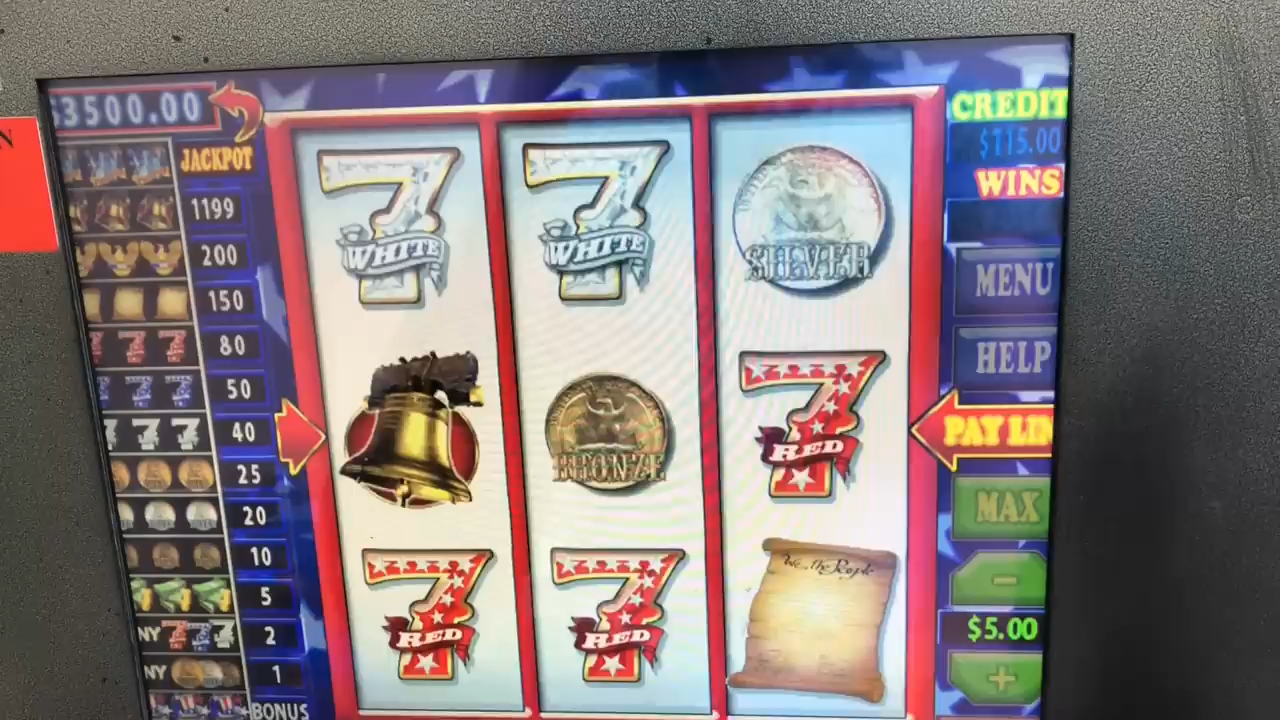 N
$3500.00
JACKPOT
1199
200
150
80
50
40
25
20
10
5
NY 2
NY 1
BONUS
WHITE
WHITE
SILVER
BRONZE
RED
RED
RED
We the People
CREDIT
$115.00
WINS
MENU
HELP
PAY LIN
MAX
-
$5.00
+